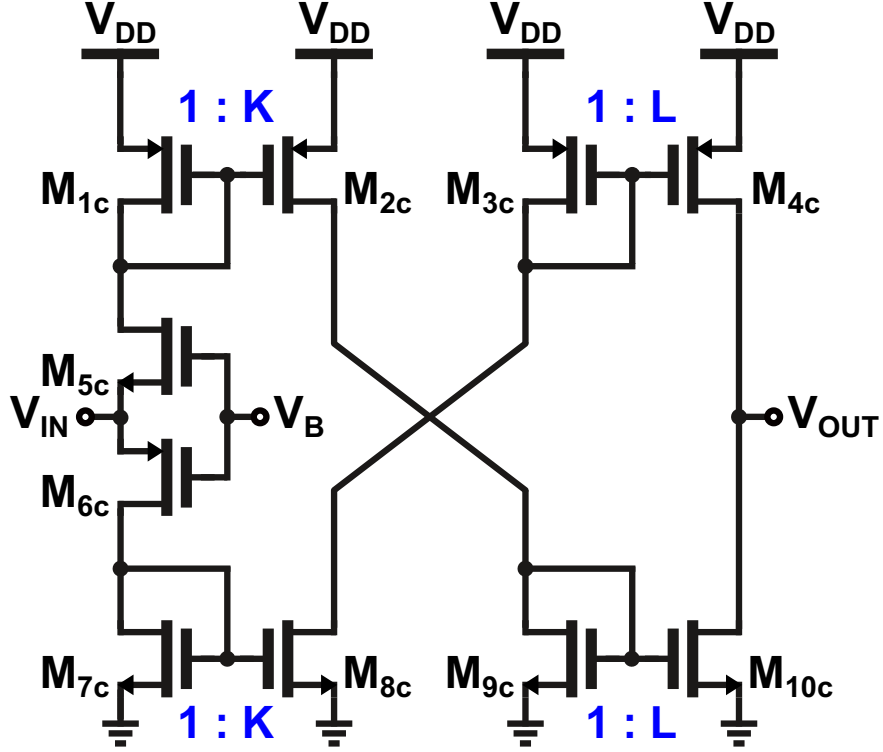 VDD VDD VDD VDD
1 : K 1 : L
M1c M2c M3c M4c
M5c
VIN VB VOUT
M6c
M7c M8c M9c M10c
1 : K 1 : L